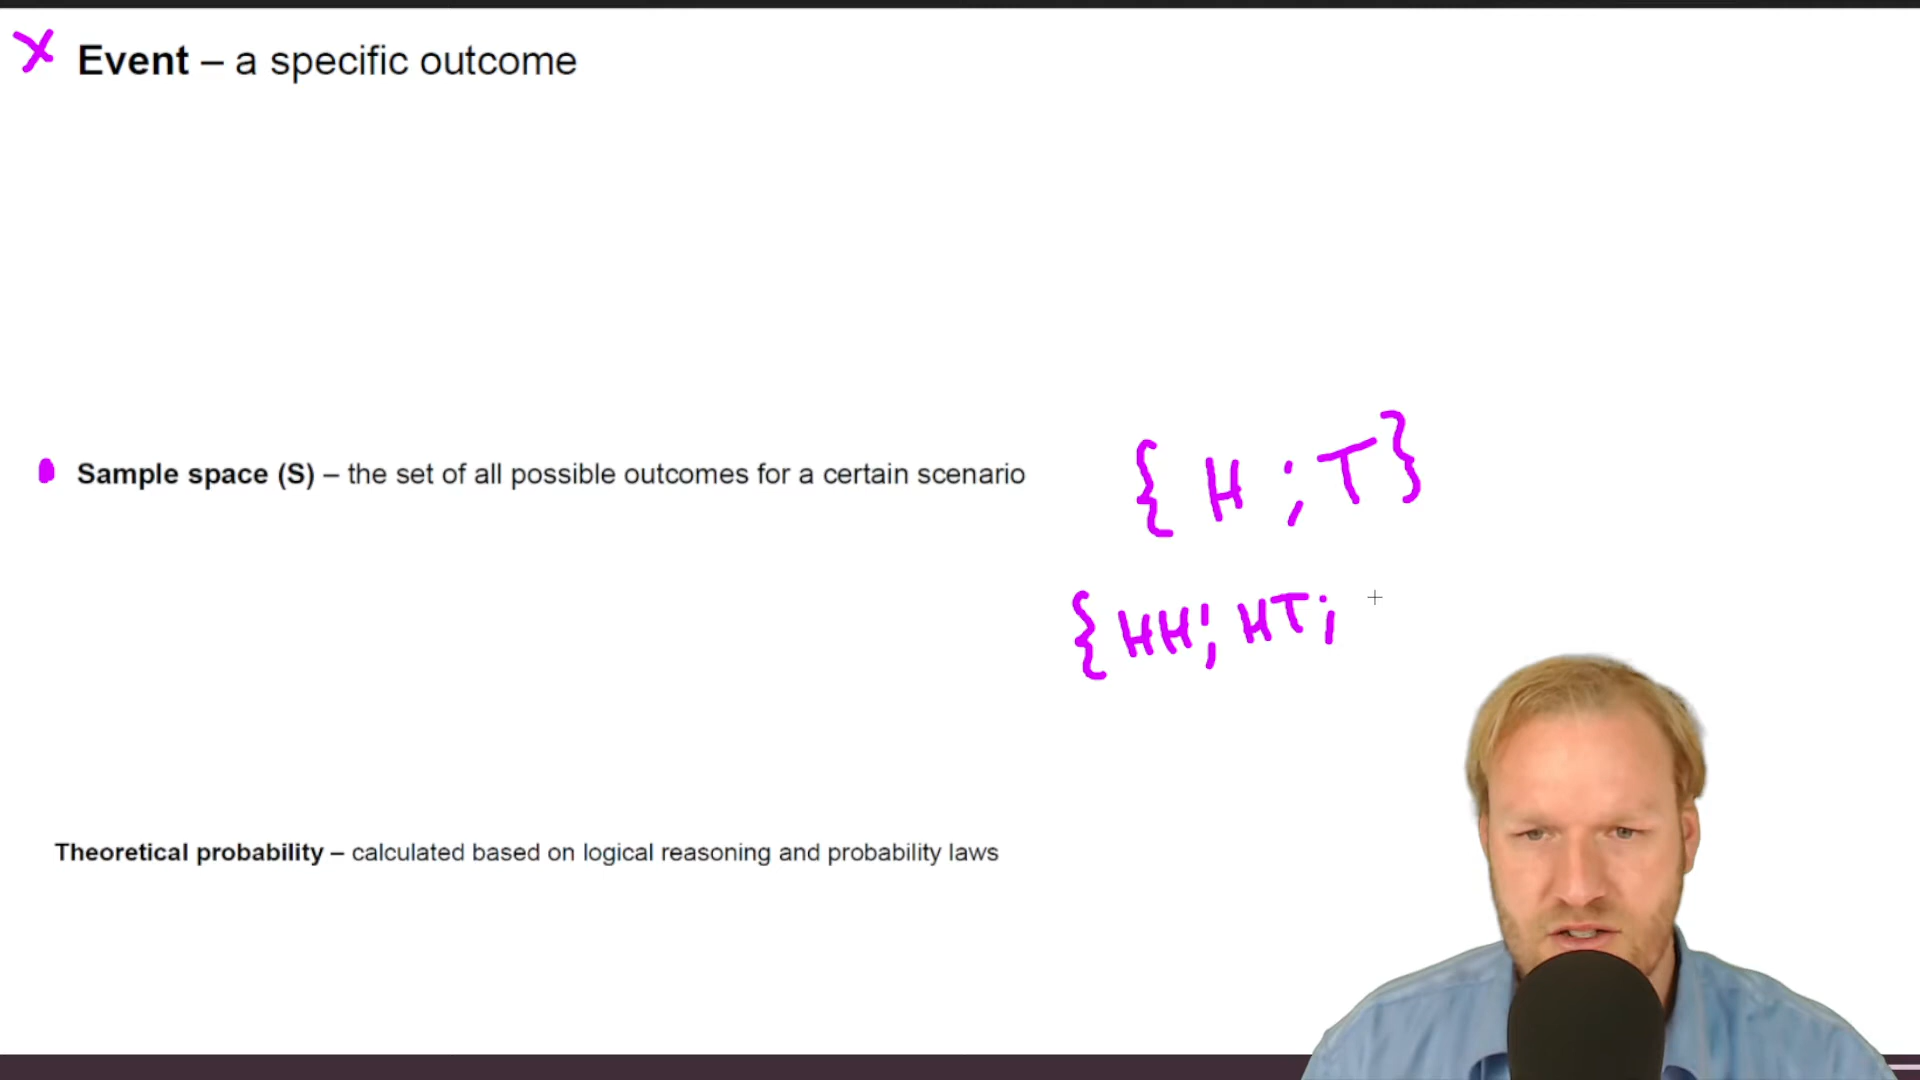 X Event – a specific outcome
Sample space (S) – the set of all possible outcomes for a certain scenario
{ H ; T }
{ HH ; HT ;
Theoretical probability – calculated based on logical reasoning and probability laws